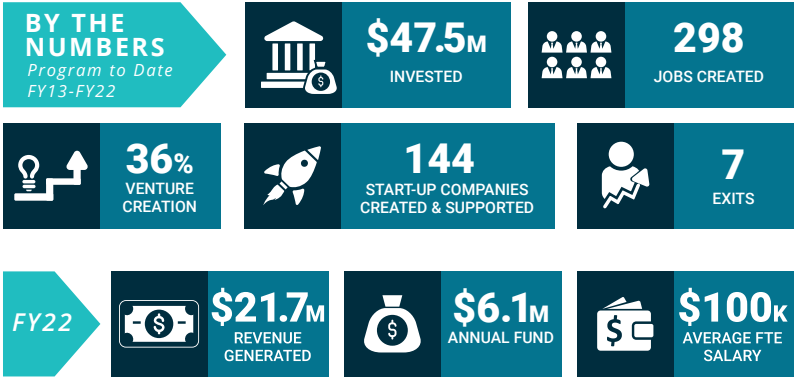 BY THE
NUMBERS
Program to Date
FY13-FY22
$47.5M
INVESTED
298
JOBS CREATED
36%
VENTURE
CREATION
144
START-UP COMPANIES
CREATED & SUPPORTED
7
EXITS
FY22
$
$21.7M
REVENUE
GENERATED
$
$6.1M
ANNUAL FUND
$
$100K
AVERAGE FTE
SALARY